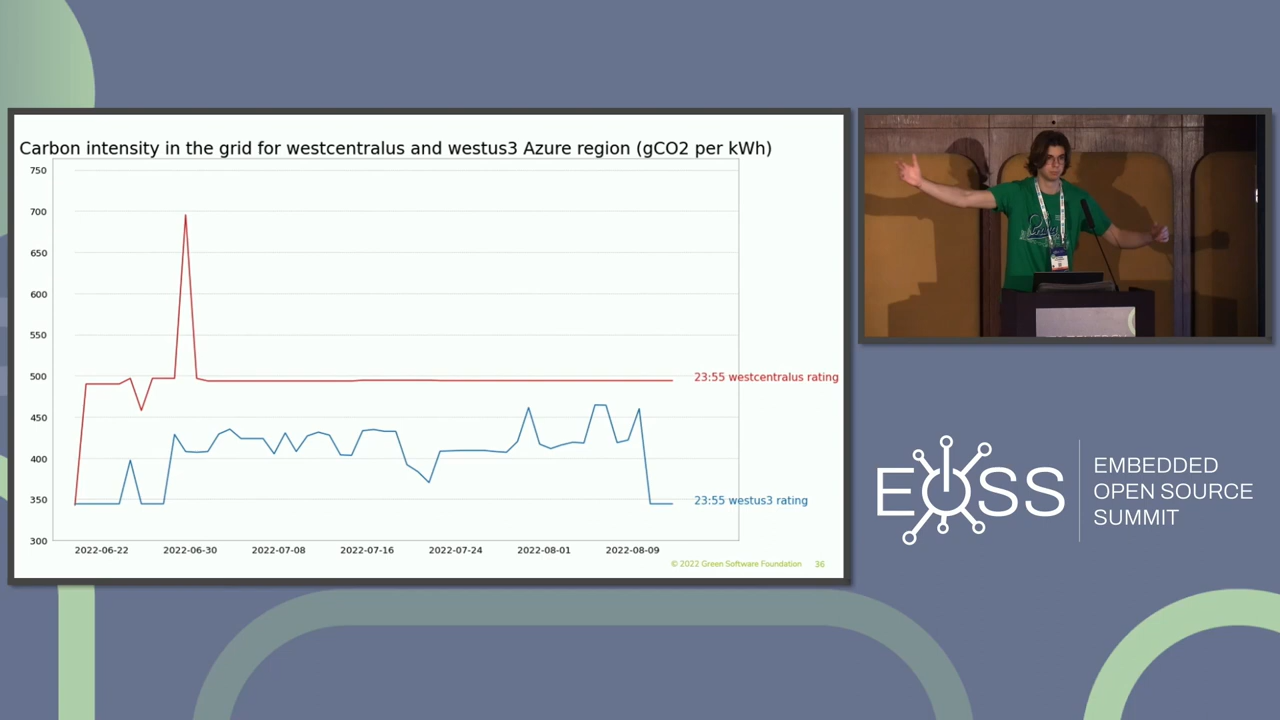 Carbon intensity in the grid for westcentralus and westus3 Azure region (gCO2 per kWh)
750
700
650
600
550
500
450
400
350
300
23:55 westcentralus rating
23:55 westus3 rating
2022-06-22 2022-06-30 2022-07-08 2022-07-16 2022-07-24 2022-08-01 2022-08-09
© 2022 Green Software Foundation 36
EOSS
EMBEDDED
OPEN SOURCE
SUMMIT